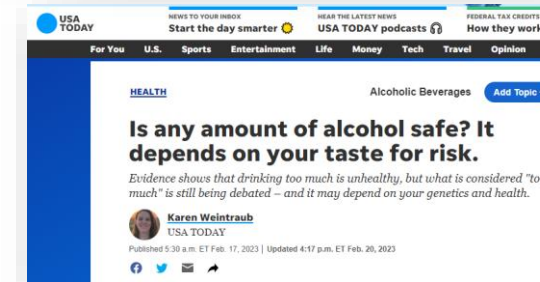 USA
TODAY
NEWS TO YOUR INBOX
Start the day smarter
HEAR THE LATEST NEWS
USA TODAY podcasts
FEDERAL TAX CREDITS
How they work
For You U.S. Sports Entertainment Life Money Tech Travel Opinion
HEALTH
Alcoholic Beverages
Add Topic
Is any amount of alcohol safe? It
depends on your taste for risk.
Evidence shows that drinking too much is unhealthy, but what is considered "to
much" is still being debated – and it may depend on your genetics and health.
Karen Weintraub
USA TODAY
Published 5:30 a.m. ET Feb. 17, 2023 | Updated 4:17 p.m. ET Feb. 20, 2023